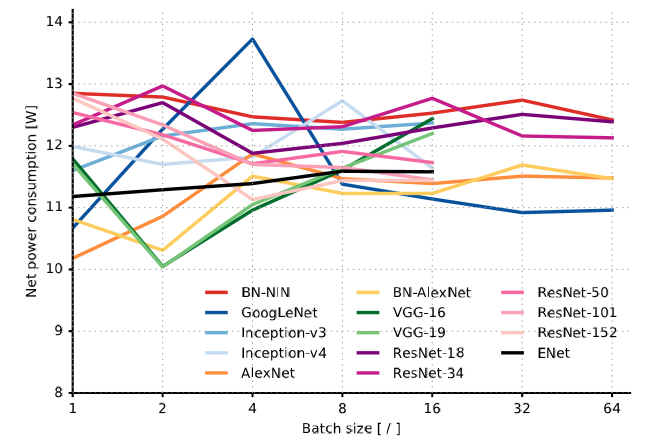 Net power consumption [W]
14
13
12
11
10
9
8
1 2 4 8 16 32 64
Batch size [ / ]
BN-NIN
GoogLeNet
Inception-v3
Inception-v4
AlexNet
BN-AlexNet
VGG-16
VGG-19
ResNet-18
ResNet-34
ResNet-50
ResNet-101
ResNet-152
ENet